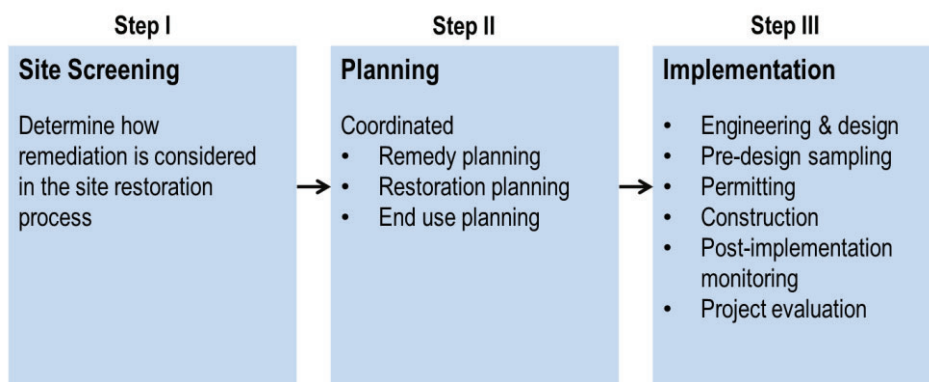 Step I
Site Screening
Determine how
remediation is considered
in the site restoration
process
Step II
Planning
Coordinated
• Remedy planning
• Restoration planning
• End use planning
Step III
Implementation
• Engineering & design
• Pre-design sampling
• Permitting
• Construction
• Post-implementation
monitoring
• Project evaluation